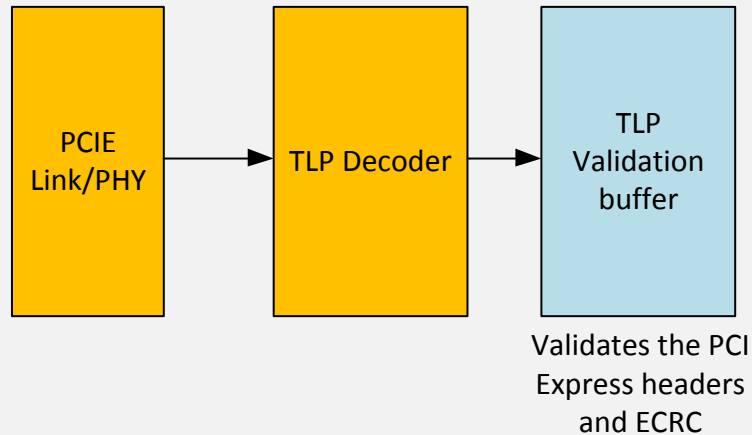 PCIE
Link/PHY
TLP Decoder
TLP
Validation
buffer
Validates the PCI
Express headers
and ECRC